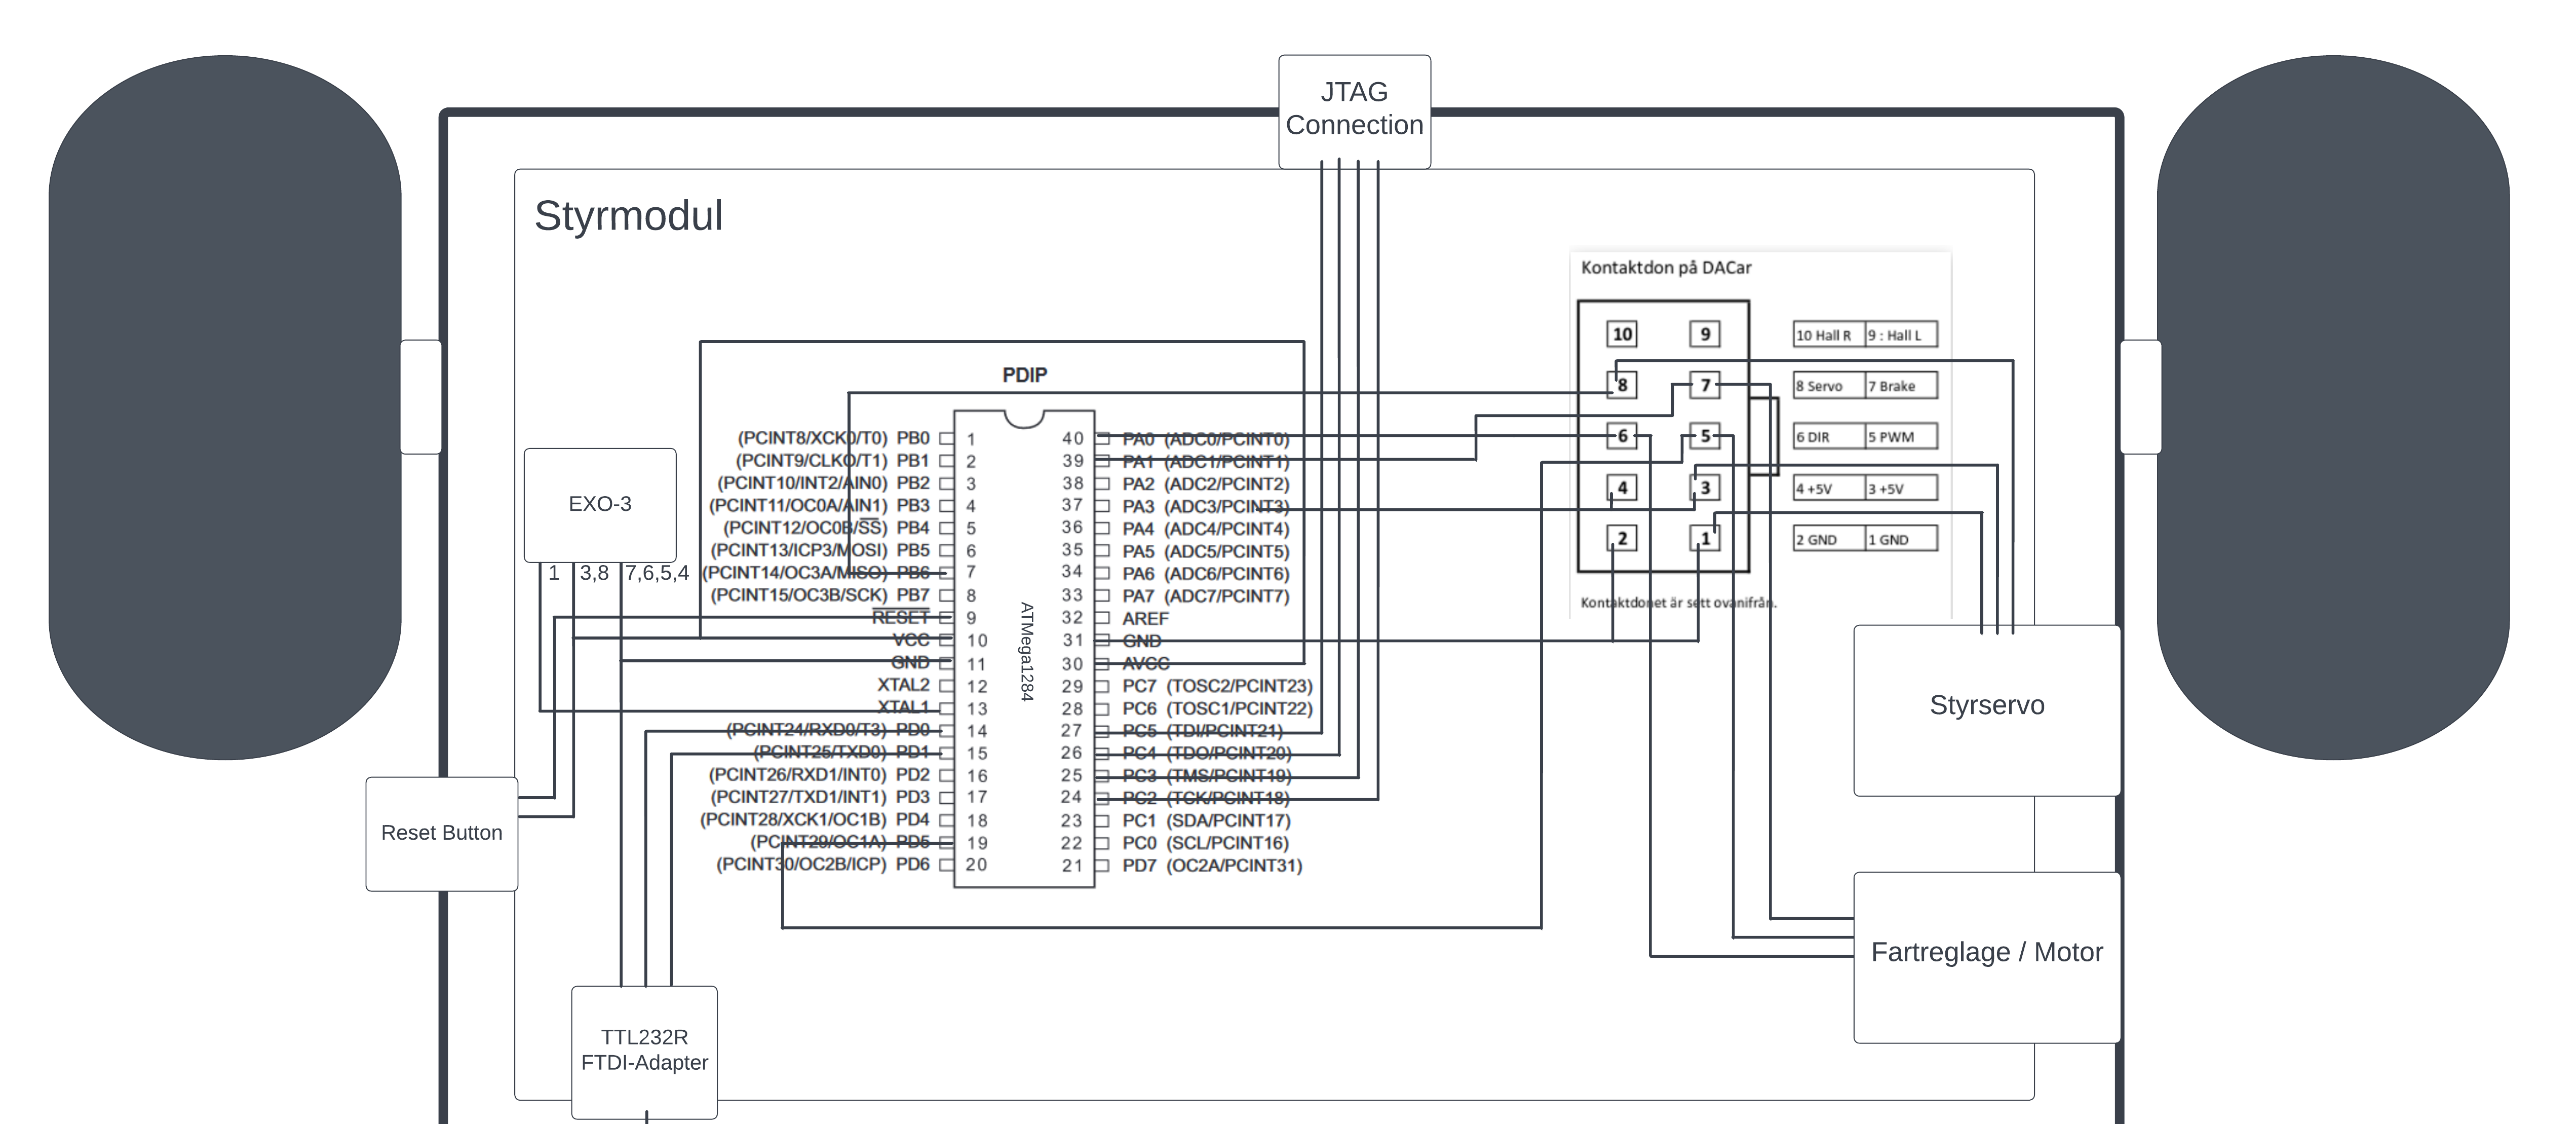 JTAG
Connection
Styrmodul
Kontaktdon på DACar
10 9 10 Hall R 9 : Hall L
8 7 8 Servo 7 Brake
6 5 6 DIR 5 PWM
4 3 4 +5V 3 +5V
2 1 2 GND 1 GND
Kontaktdonet är sett ovanifrån.
PDIP
(PCINT8/XCK0/T0) PB0 1 40 PA0 (ADC0/PCINT0)
(PCINT9/CLKO/T1) PB1 2 39 PA1 (ADC1/PCINT1)
(PCINT10/INT2/AIN0) PB2 3 38 PA2 (ADC2/PCINT2)
(PCINT11/OC0A/AIN1) PB3 4 37 PA3 (ADC3/PCINT3)
(PCINT12/OC0B/SS) PB4 5 36 PA4 (ADC4/PCINT4)
(PCINT13/ICP3/MOSI) PB5 6 35 PA5 (ADC5/PCINT5)
(PCINT14/OC3A/MISO) PB6 7 34 PA6 (ADC6/PCINT6)
(PCINT15/OC3B/SCK) PB7 8 33 PA7 (ADC7/PCINT7)
RESET 9 32 AREF
VCC 10 31 GND
GND 11 30 AVCC
XTAL2 12 29 PC7 (TOSC2/PCINT23)
XTAL1 13 28 PC6 (TOSC1/PCINT22)
(PCINT24/RXD0/T3) PD0 14 27 PC5 (TDI/PCINT21)
(PCINT25/TXD0) PD1 15 26 PC4 (TDO/PCINT20)
(PCINT26/RXD1/INT0) PD2 16 25 PC3 (TMS/PCINT19)
(PCINT27/TXD1/INT1) PD3 17 24 PC2 (TCK/PCINT18)
(PCINT28/XCK1/OC1B) PD4 18 23 PC1 (SDA/PCINT17)
(PCINT29/OC1A) PD5 19 22 PC0 (SCL/PCINT16)
(PCINT30/OC2B/ICP) PD6 20 21 PD7 (OC2A/PCINT31)
ATMega1284
EXO-3
1 3,8 7,6,5,4
Reset Button
Styrservo
Fartreglage / Motor
TTL232R
FTDI-Adapter